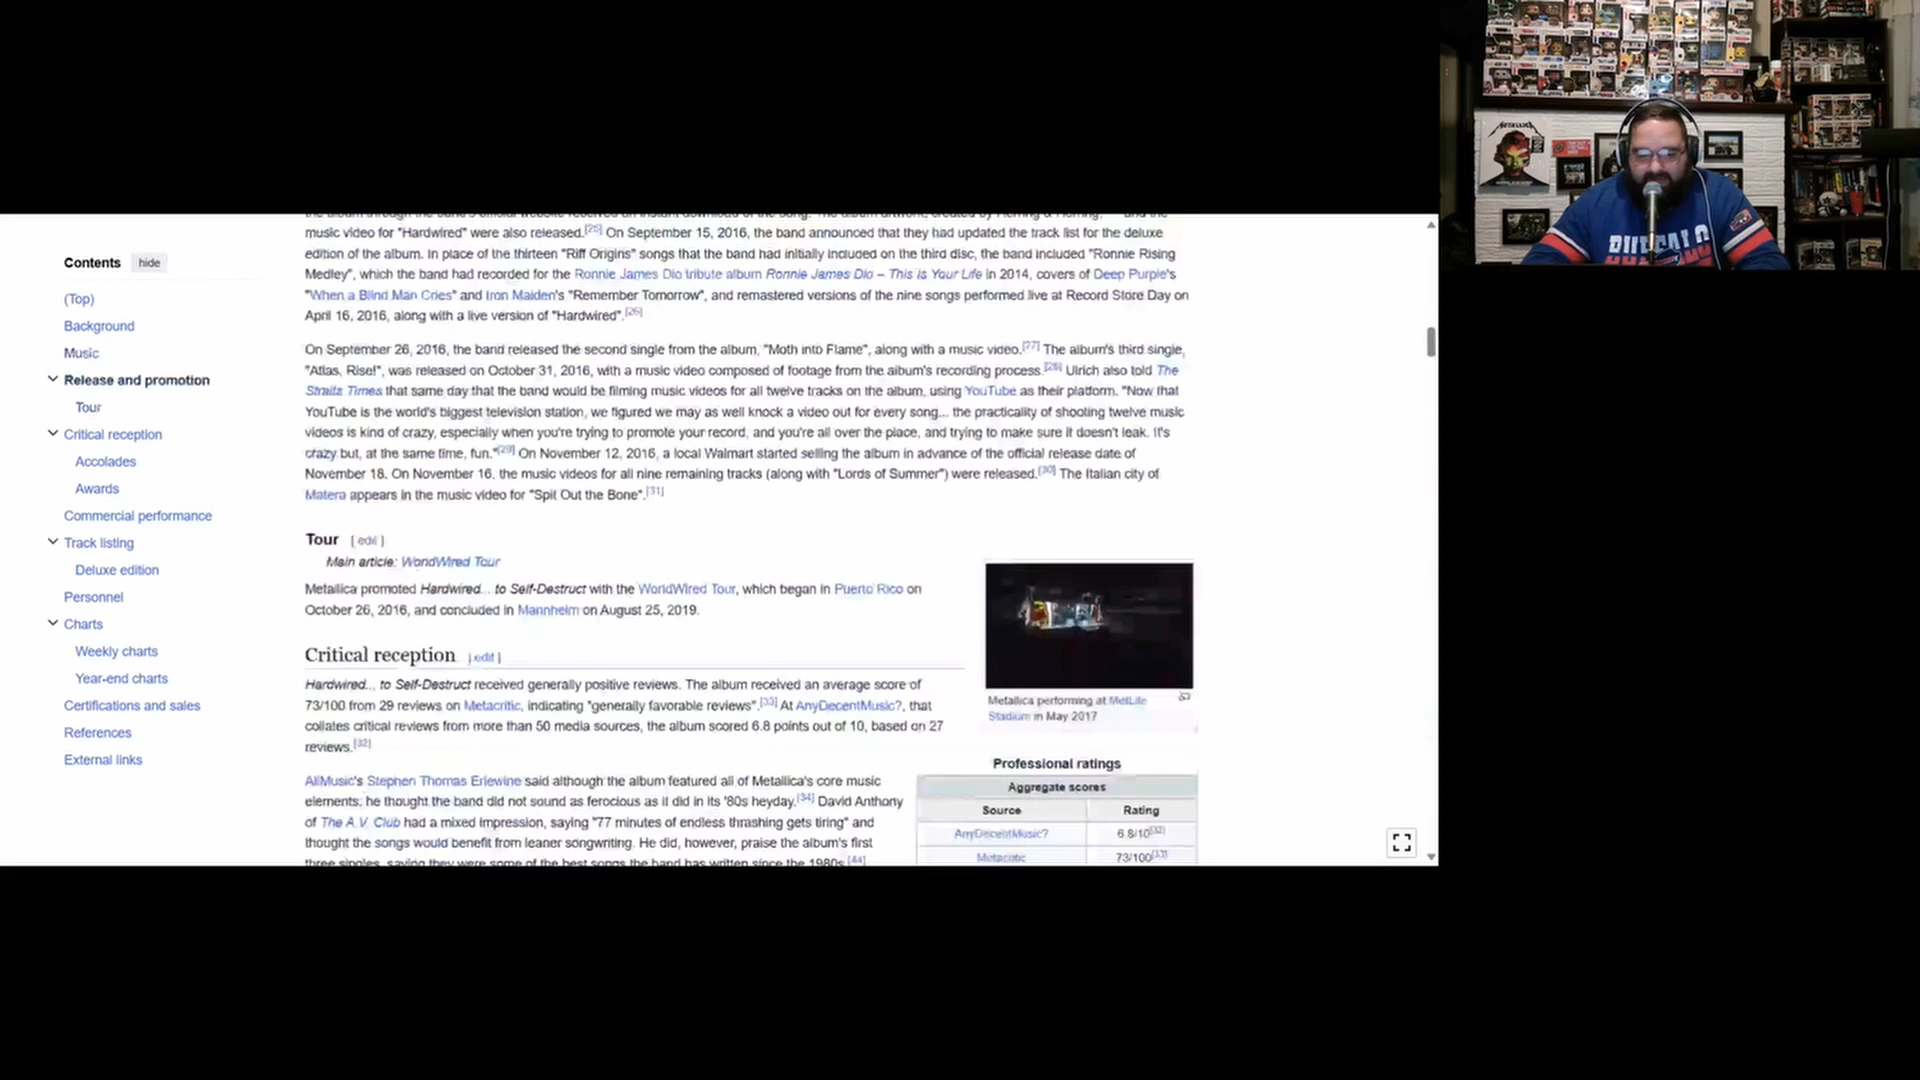 METALLICA
BUFFALO
Contents hide
(Top)
Background
Music
Release and promotion
Tour
Critical reception
Accolades
Awards
Commercial performance
Track listing
Deluxe edition
Personnel
Charts
Weekly charts
Year-end charts
Certifications and sales
References
External links
music video for "Hardwired" were also released.[25] On September 15, 2016, the band announced that they had updated the track list for the deluxe
edition of the album. In place of the thirteen "Riff Origins" songs that the band had initially included on the third disc, the band included "Ronnie Rising
Medley", which the band had recorded for the Ronnie James Dio tribute album Ronnie James Dio – This Is Your Life in 2014, covers of Deep Purple's
"When a Blind Man Cries" and Iron Maiden's "Remember Tomorrow", and remastered versions of the nine songs performed live at Record Store Day on
April 16, 2016, along with a live version of "Hardwired".[26]
On September 26, 2016, the band released the second single from the album, "Moth into Flame", along with a music video.[27] The album's third single,
"Atlas, Rise!", was released on October 31, 2016, with a music video composed of footage from the album's recording process.[28] Ulrich also told The
Straits Times that same day that the band would be filming music videos for all twelve tracks on the album, using YouTube as their platform. "Now that
YouTube is the world's biggest television station, we figured we may as well knock a video out for every song... the practicality of shooting twelve music
videos is kind of crazy, especially when you're trying to promote your record, and you're all over the place, and trying to make sure it doesn't leak. It's
crazy but, at the same time, fun."[29] On November 12, 2016, a local Walmart started selling the album in advance of the official release date of
November 18. On November 16, the music videos for all nine remaining tracks (along with "Lords of Summer") were released.[30] The Italian city of
Matera appears in the music video for "Spit Out the Bone".[31]
Tour [ edit ]
Main article: WorldWired Tour
Metallica promoted Hardwired... to Self-Destruct with the WorldWired Tour, which began in Puerto Rico on
October 26, 2016, and concluded in Mannheim on August 25, 2019.
Critical reception [ edit ]
Hardwired... to Self-Destruct received generally positive reviews. The album received an average score of
73/100 from 29 reviews on Metacritic, indicating "generally favorable reviews".[33] At AnyDecentMusic?, that
collates critical reviews from more than 50 media sources, the album scored 6.8 points out of 10, based on 27
reviews.[32]
AllMusic's Stephen Thomas Erlewine said although the album featured all of Metallica's core music
elements, he thought the band did not sound as ferocious as it did in its '80s heyday.[34] David Anthony
of The A.V. Club had a mixed impression, saying "77 minutes of endless thrashing gets tiring" and
thought the songs would benefit from leaner songwriting. He did, however, praise the album's first
three singles, saying they were some of the best songs the band has written since the 1980s.[44]
Metallica performing at MetLife
Stadium in May 2017
Professional ratings
Aggregate scores
Source Rating
AnyDecentMusic? 6.8/10[32]
Metacritic 73/100[33]